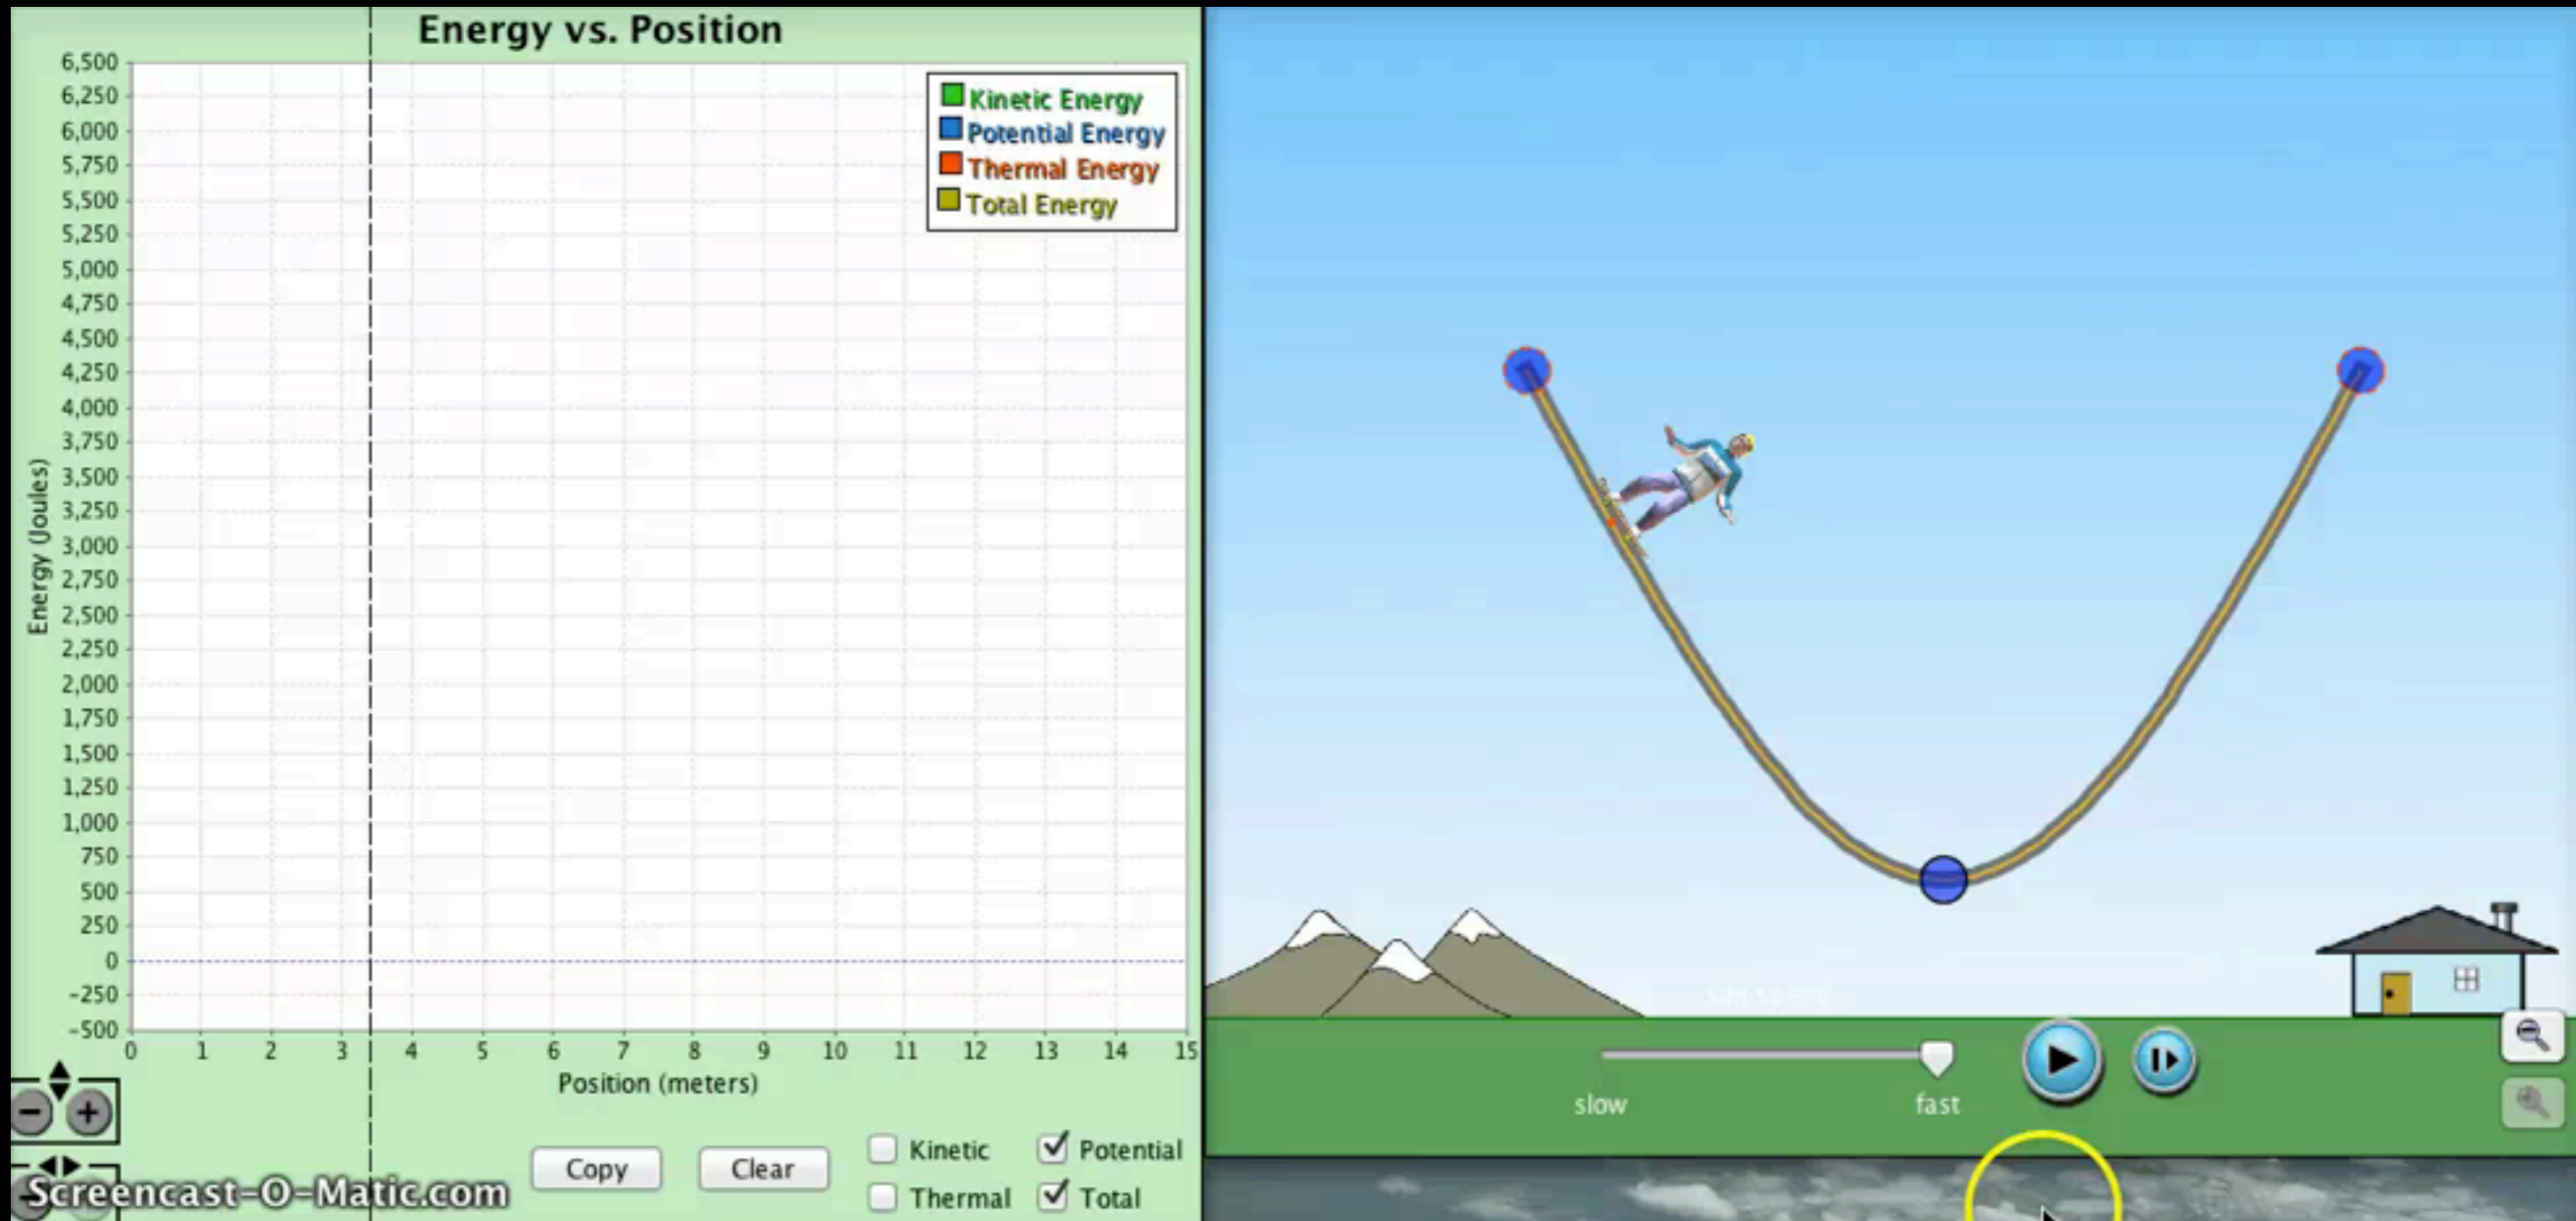 Energy vs. Position
6,500
6,250
6,000
5,750
5,500
5,250
5,000
4,750
4,500
4,250
4,000
3,750
3,500
3,250
3,000
2,750
2,500
2,250
2,000
1,750
1,500
1,250
1,000
750
500
250
0
-250
-500
Energy (Joules)
Kinetic Energy
Potential Energy
Thermal Energy
Total Energy
0 1 2 3 4 5 6 7 8 9 10 11 12 13 14 15
Position (meters)
Copy
Clear
Kinetic
Potential
Thermal
Total
Screencast-O-Matic.com
sim speed
slow
fast